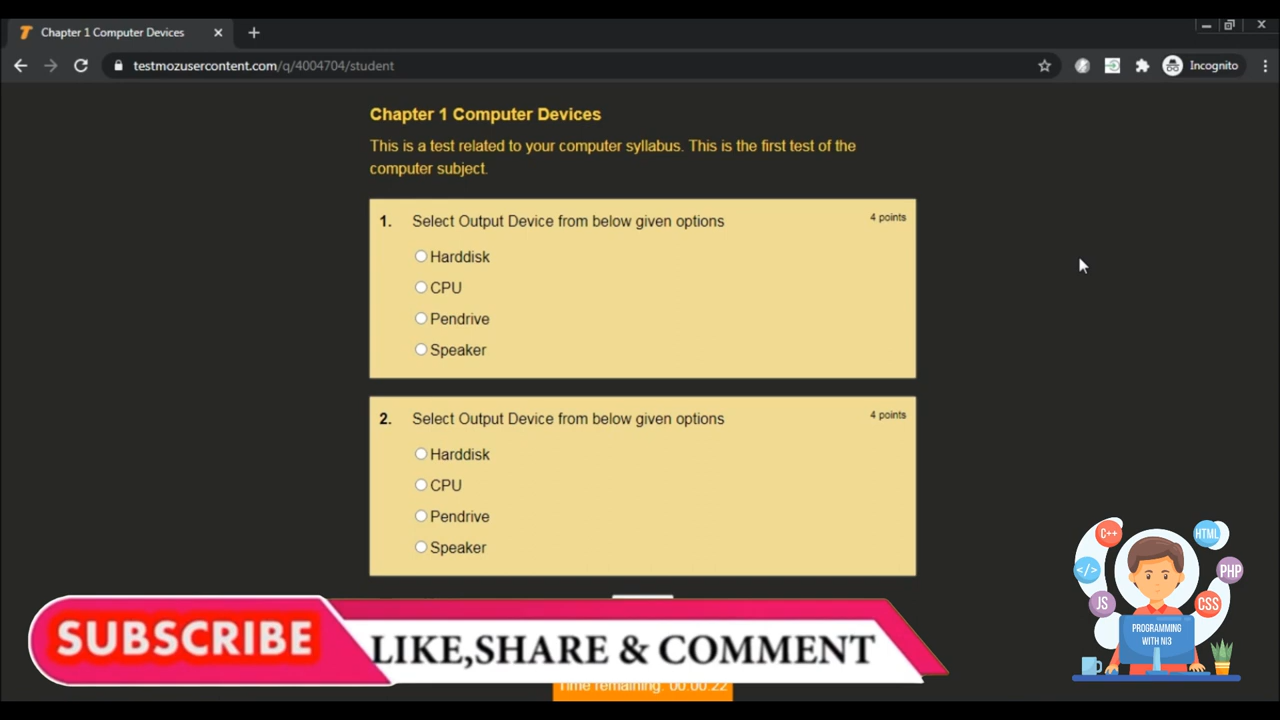 Chapter 1 Computer Devices
testmozusercontent.com/q/4004704/student
Incognito
Chapter 1 Computer Devices
This is a test related to your computer syllabus. This is the first test of the
computer subject.
1. Select Output Device from below given options 4 points
Harddisk
CPU
Pendrive
Speaker
2. Select Output Device from below given options 4 points
Harddisk
CPU
Pendrive
Speaker
C++
HTML
</>
PHP
JS
CSS
PROGRAMMING
WITH NI3
SUBSCRIBE
LIKE,SHARE & COMMENT
Time remaining: 00:00:22